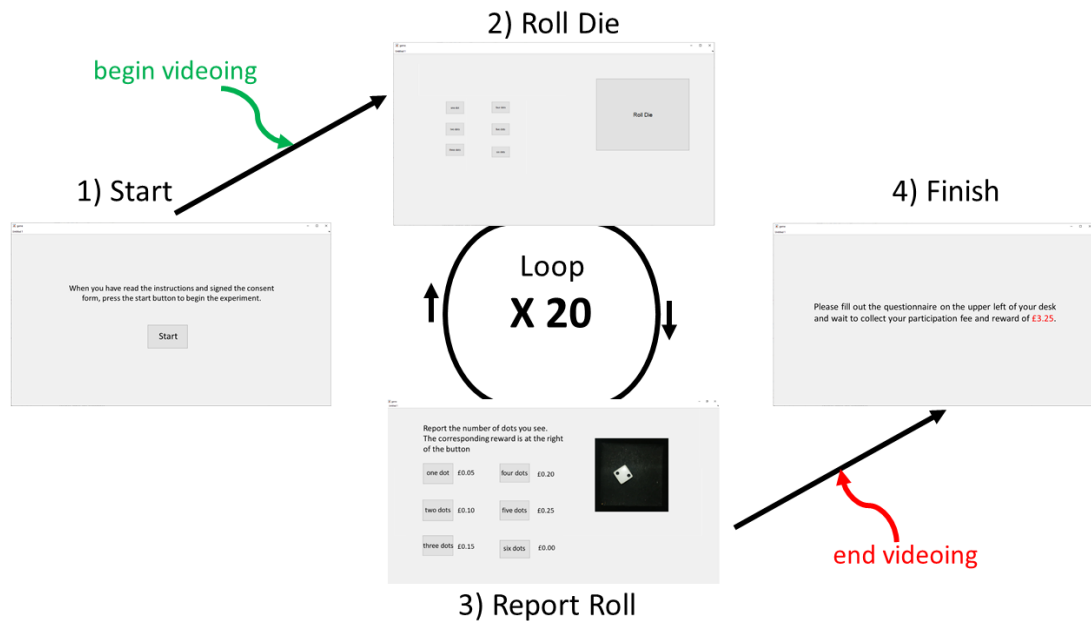 2) Roll Die
begin videoing
Roll Die
1) Start
When you have read the instructions and signed the consent
form, press the start button to begin the experiment.
Start
Loop
X 20
4) Finish
Please fill out the questionnaire on the upper left of your desk
and wait to collect your participation fee and reward of £3.25.
Report the number of dots you see.
The corresponding reward is at the right
of the button
one dot £0.05 four dots £0.20
two dots £0.10 five dots £0.25
three dots £0.15 six dots £0.00
end videoing
3) Report Roll